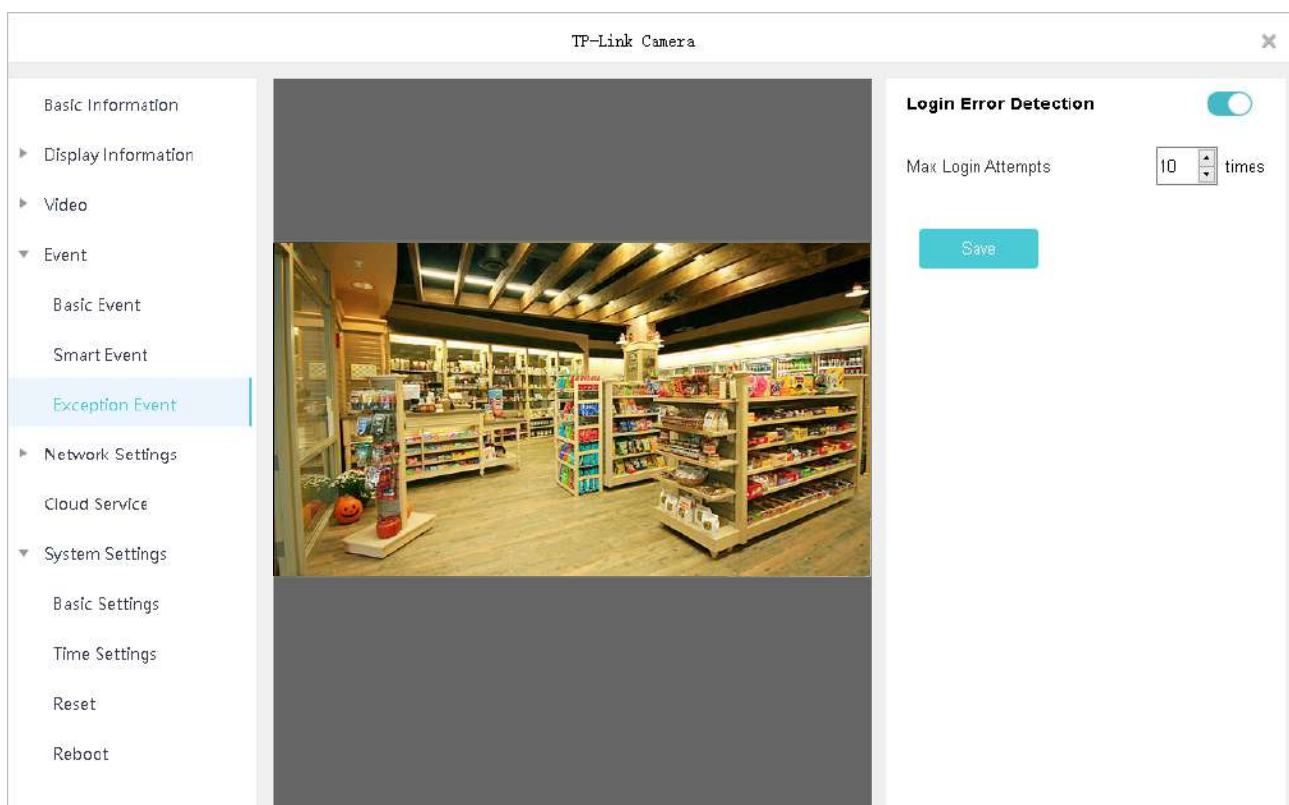 TP-Link Camera
Basic Information
Display Information
Video
Event
Basic Event
Smart Event
Exception Event
Network Settings
Cloud Service
System Settings
Basic Settings
Time Settings
Reset
Reboot
Login Error Detection
Max Login Attempts 10 times
Save